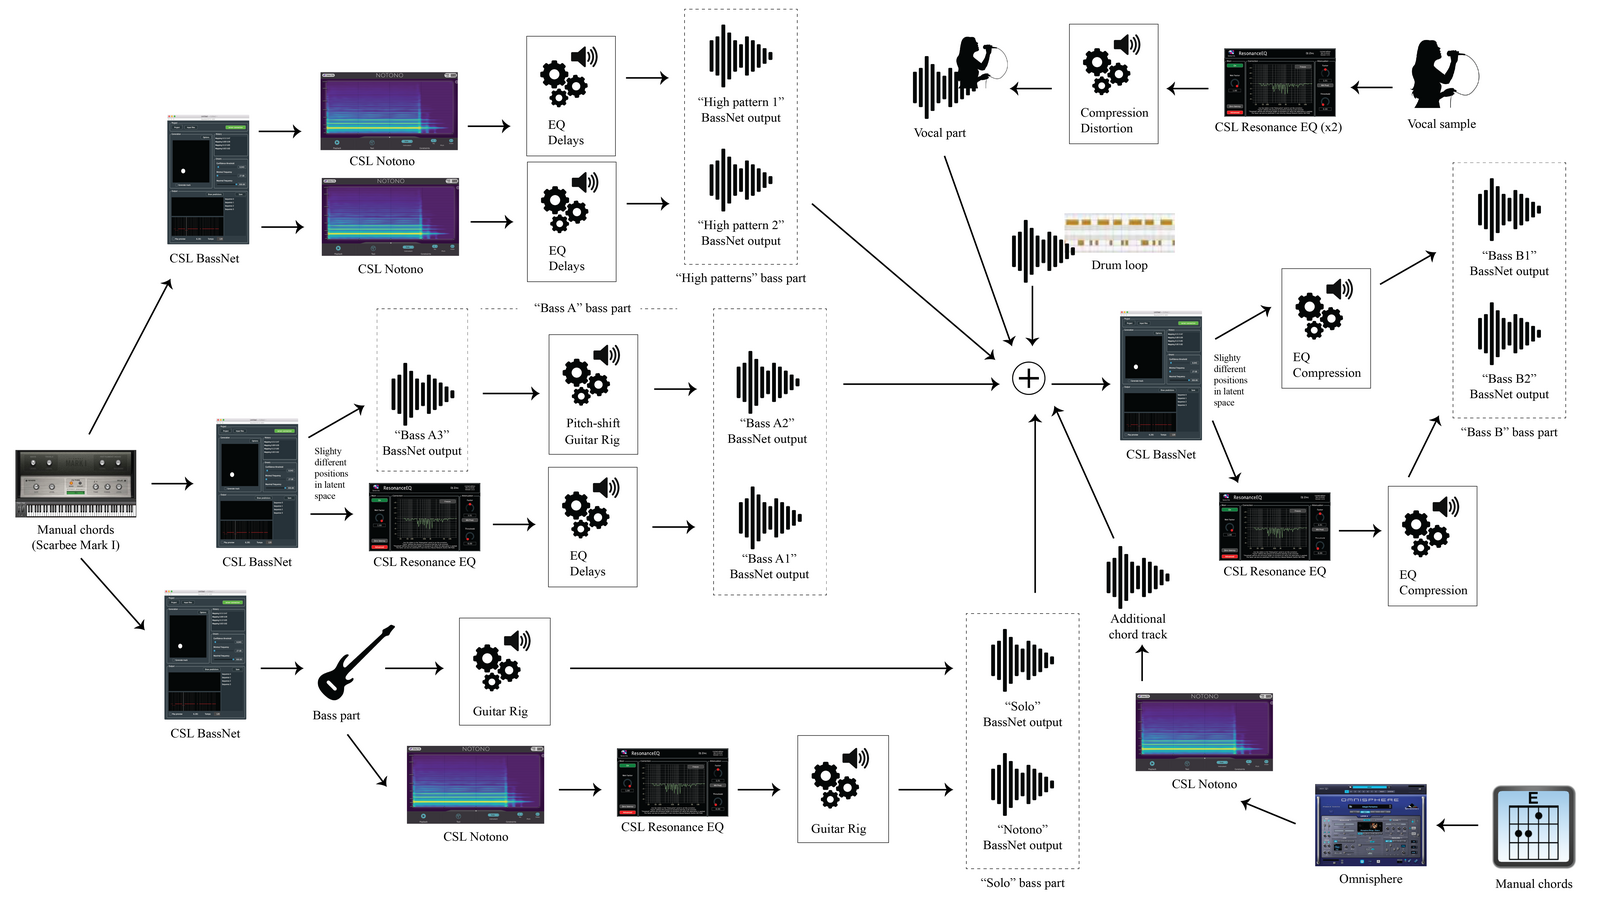 NOTONO
CSL Notono
EQ
Delays
“High pattern 1”
BassNet output
Vocal part
Compression
Distortion
ResonanceEQ
CSL Resonance EQ (x2)
Vocal sample
CSL BassNet
NOTONO
CSL Notono
EQ
Delays
“High pattern 2”
BassNet output
“High patterns” bass part
Drum loop
“Bass B1”
BassNet output
“Bass A” bass part
“Bass A3”
BassNet output
Pitch-shift
Guitar Rig
“Bass A2”
BassNet output
CSL BassNet
Slighty
different
positions
in latent
space
EQ
Compression
“Bass B2”
BassNet output
“Bass B” bass part
Manual chords
(Scarbee Mark I)
CSL BassNet
Slighty
different
positions
in latent
space
ResonanceEQ
CSL Resonance EQ
EQ
Delays
“Bass A1”
BassNet output
ResonanceEQ
CSL Resonance EQ
EQ
Compression
CSL BassNet
Bass part
Guitar Rig
“Solo”
BassNet output
Additional
chord track
NOTONO
CSL Notono
ResonanceEQ
CSL Resonance EQ
Guitar Rig
“Notono”
BassNet output
“Solo” bass part
NOTONO
CSL Notono
OMNISPHERE
Omnisphere
E
Manual chords